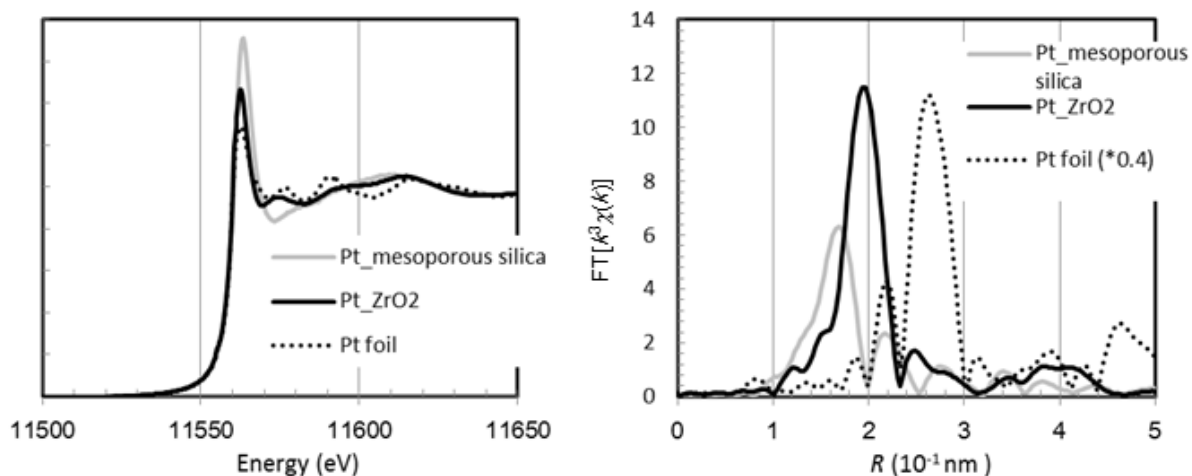 Pt_mesoporous silica
Pt_ZrO2
Pt foil
11500 11550 11600 11650
Energy (eV)
FT[k³χ(k)]
14
12
10
8
6
4
2
0
Pt_mesoporous
silica
Pt_ZrO2
Pt foil (*0.4)
0 1 2 3 4 5
R (10⁻¹ nm)